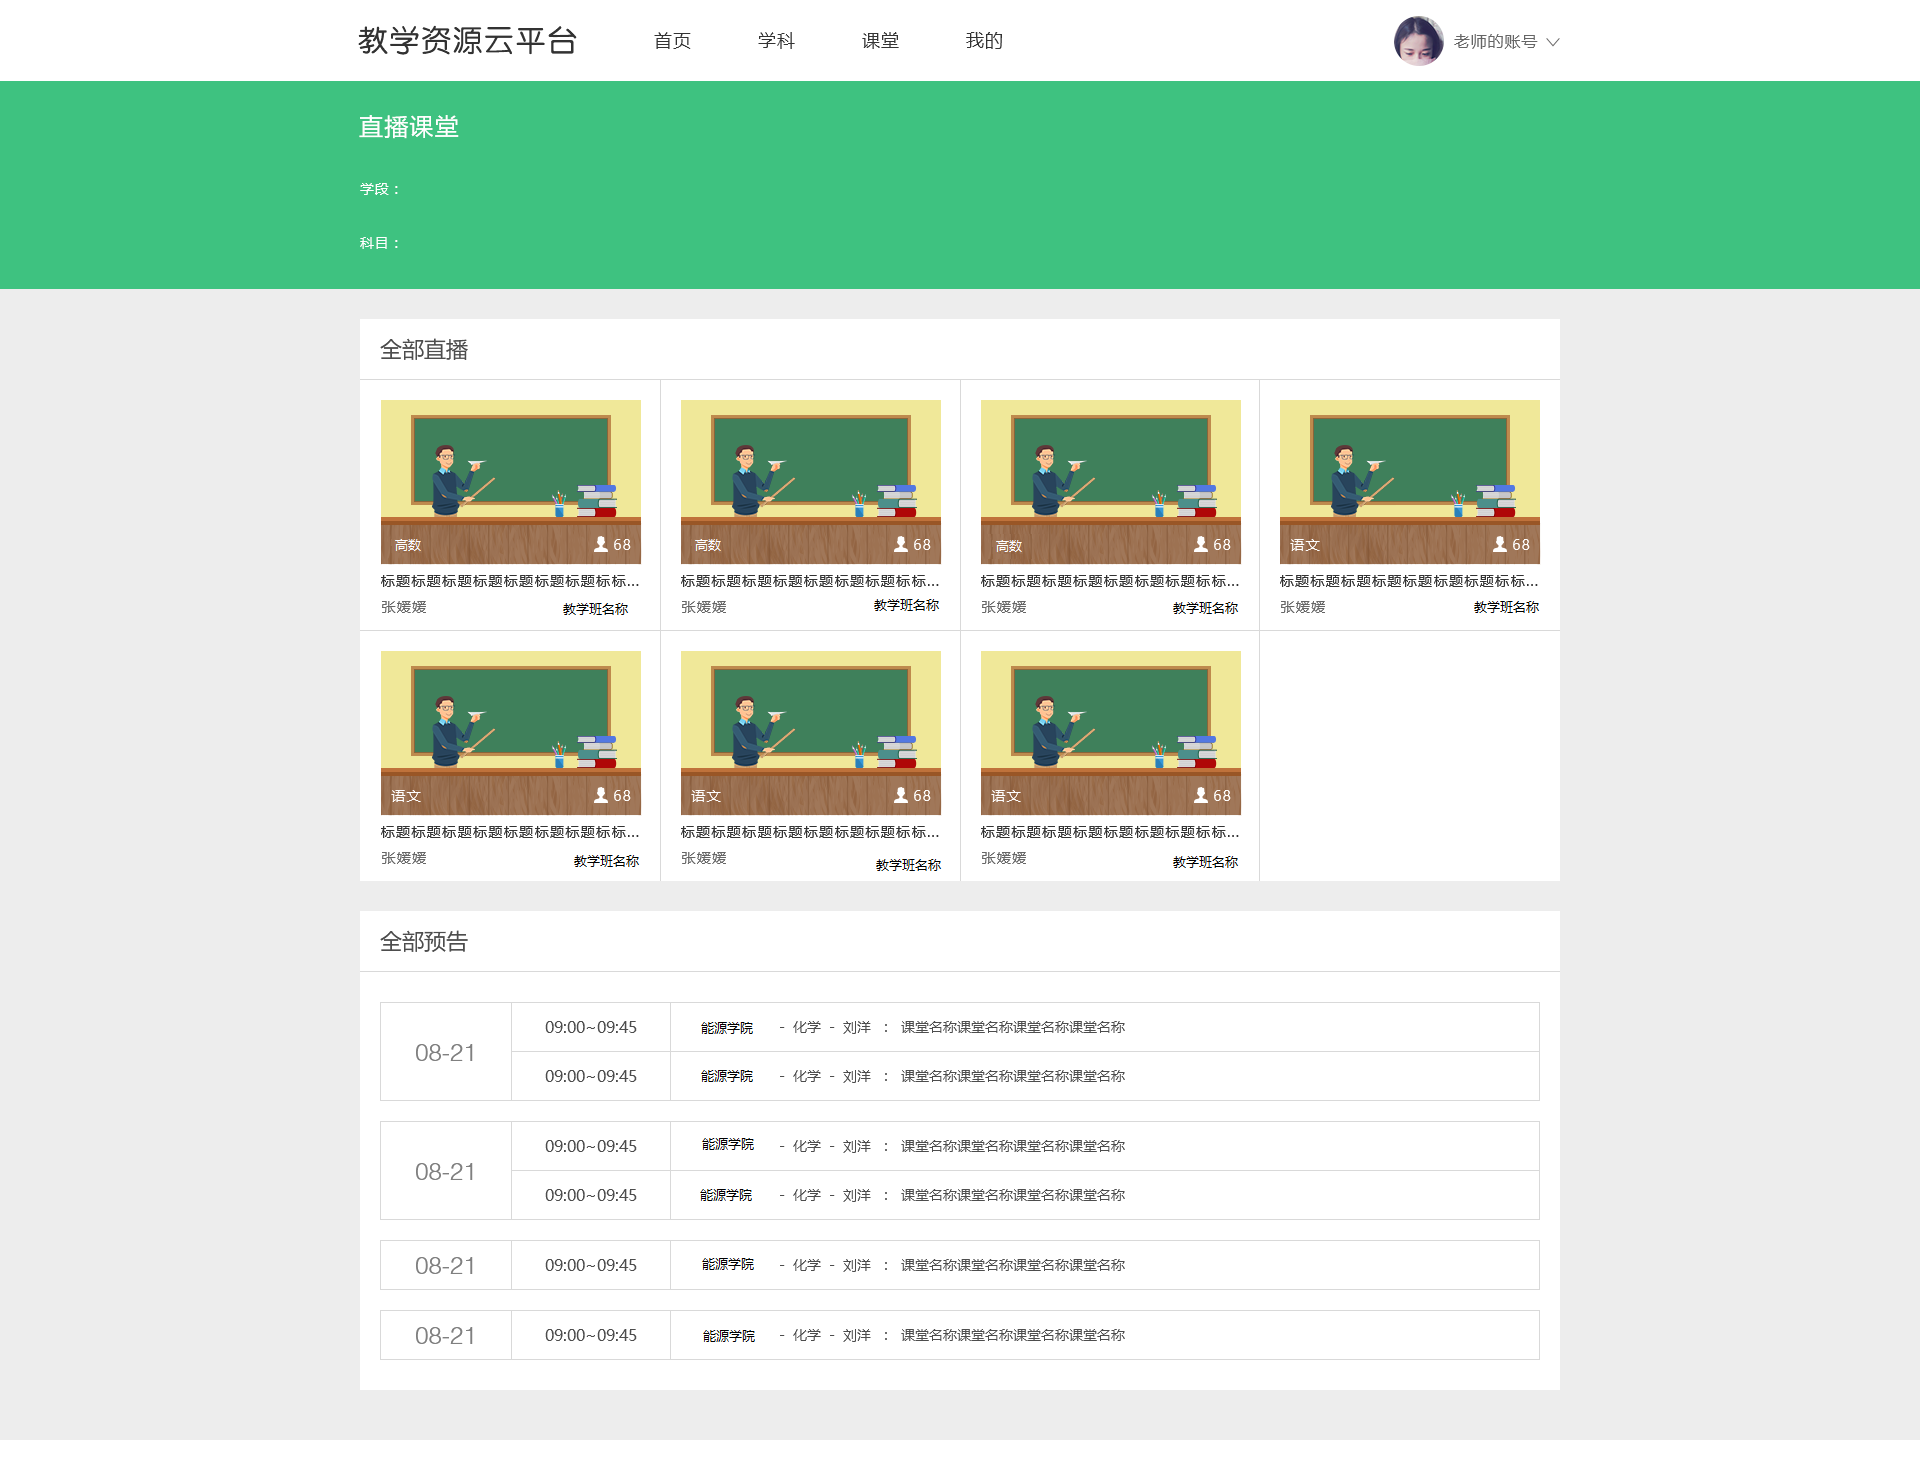 教学资源云平台 首页 学科 课堂 我的 老师的账号
直播课堂
学段：
科目：
全部直播
高数 68 高数 68 高数 68 语文 68
标题标题标题标题标题标题标题标标... 标题标题标题标题标题标题标题标标... 标题标题标题标题标题标题标题标标... 标题标题标题标题标题标题标题标标...
张媛媛 教学班名称 张媛媛 教学班名称 张媛媛 教学班名称 张媛媛 教学班名称
语文 68 语文 68 语文 68
标题标题标题标题标题标题标题标标... 标题标题标题标题标题标题标题标标... 标题标题标题标题标题标题标题标标...
张媛媛 教学班名称 张媛媛 教学班名称 张媛媛 教学班名称
全部预告
08-21
09:00~09:45 能源学院 - 化学 - 刘洋 ： 课堂名称课堂名称课堂名称课堂名称
09:00~09:45 能源学院 - 化学 - 刘洋 ： 课堂名称课堂名称课堂名称课堂名称
08-21
09:00~09:45 能源学院 - 化学 - 刘洋 ： 课堂名称课堂名称课堂名称课堂名称
09:00~09:45 能源学院 - 化学 - 刘洋 ： 课堂名称课堂名称课堂名称课堂名称
08-21 09:00~09:45 能源学院 - 化学 - 刘洋 ： 课堂名称课堂名称课堂名称课堂名称
08-21 09:00~09:45 能源学院 - 化学 - 刘洋 ： 课堂名称课堂名称课堂名称课堂名称